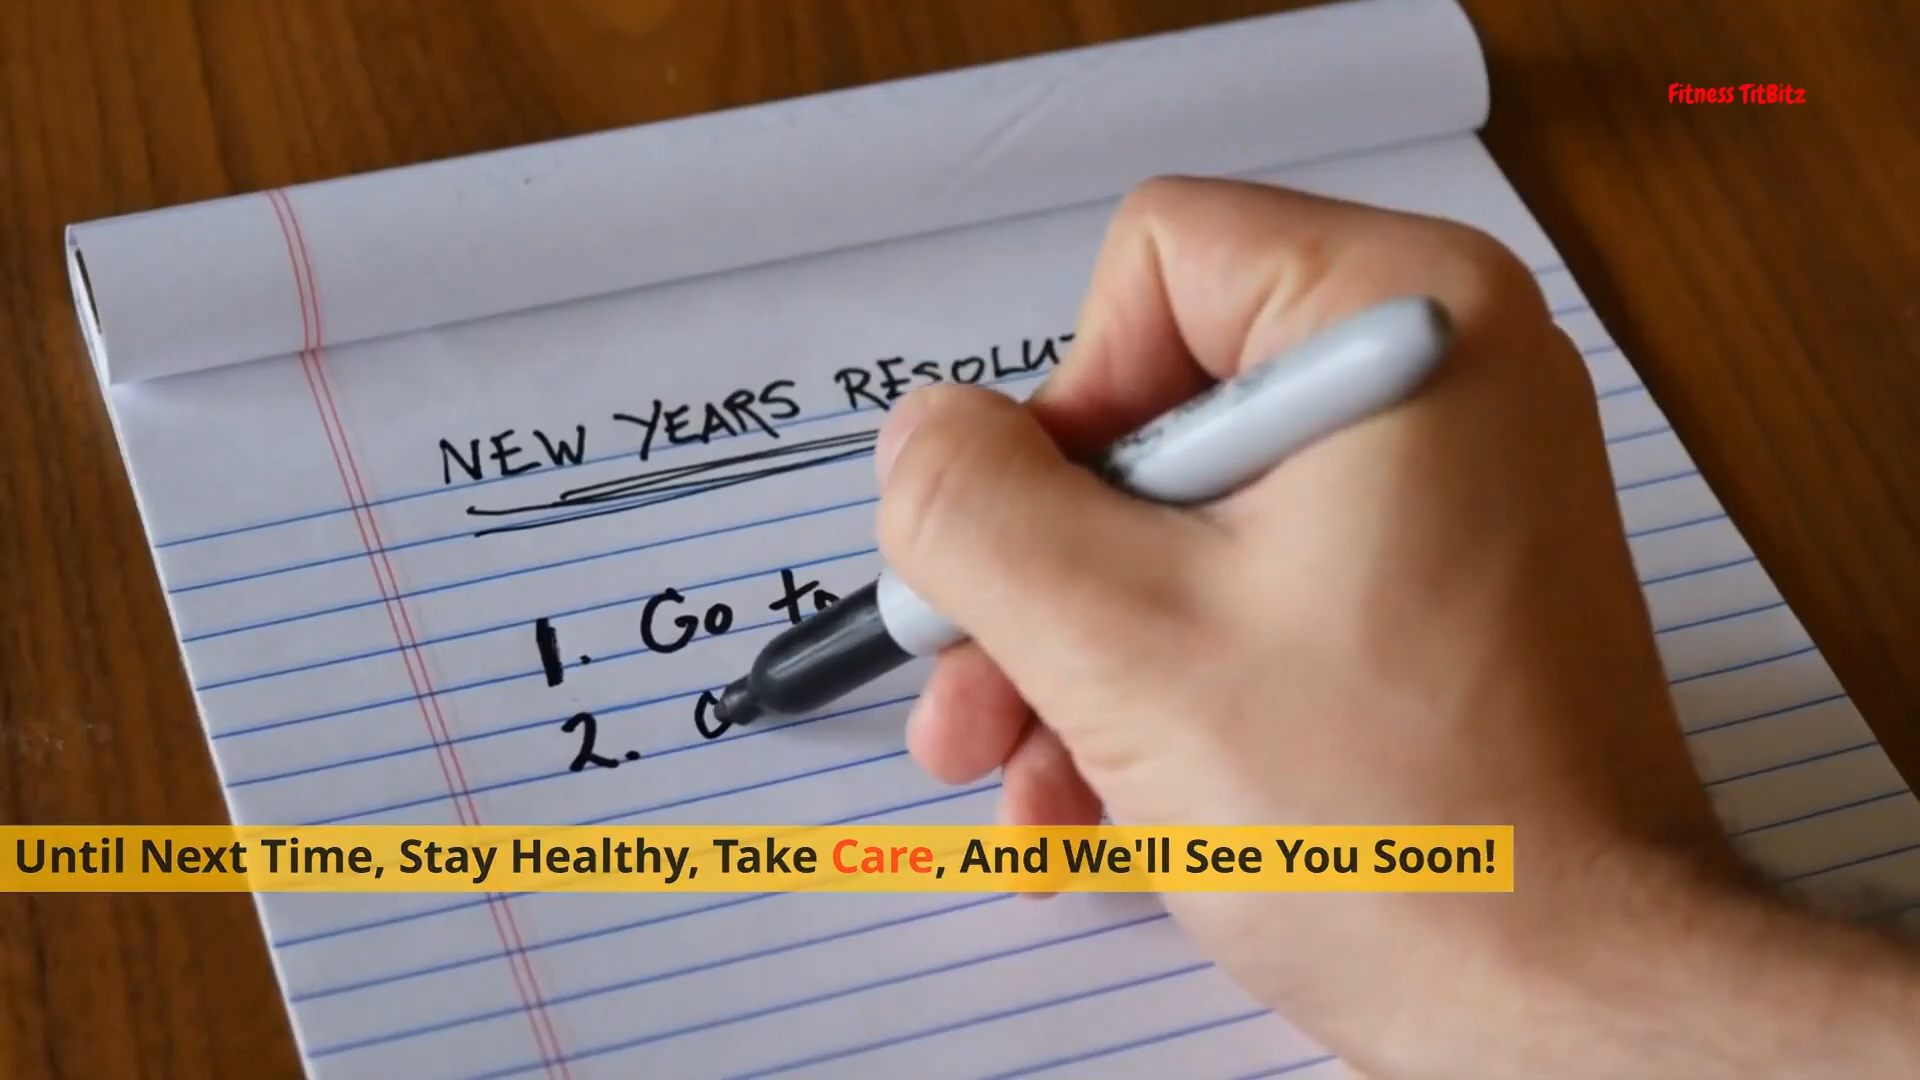 Fitness TitBitz
NEW YEARS
1. Go to
2.
Until Next Time, Stay Healthy, Take Care, And We'll See You Soon!